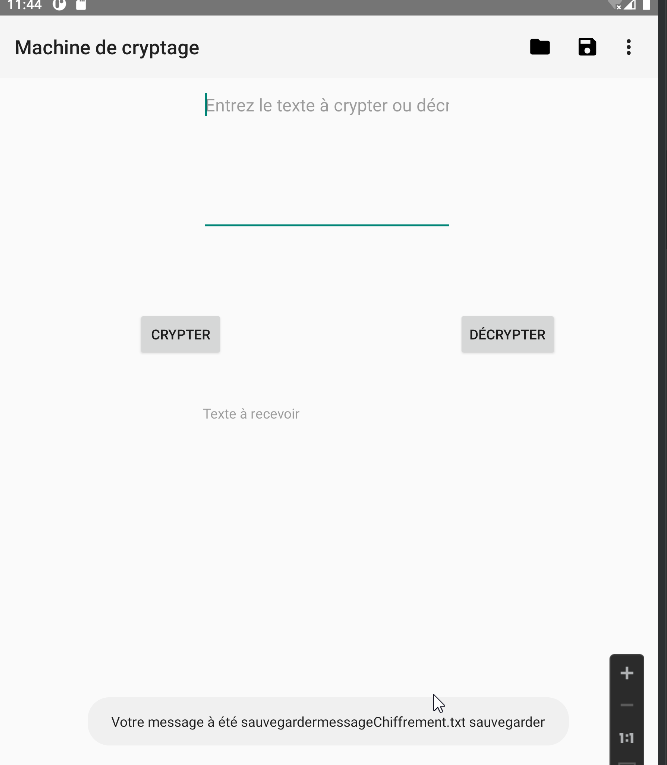 11:44
Machine de cryptage
Entrez le texte à crypter ou décr
CRYPTER
DÉCRYPTER
Texte à recevoir
Votre message à été sauvegardermessageChiffrement.txt sauvegarder
1:1